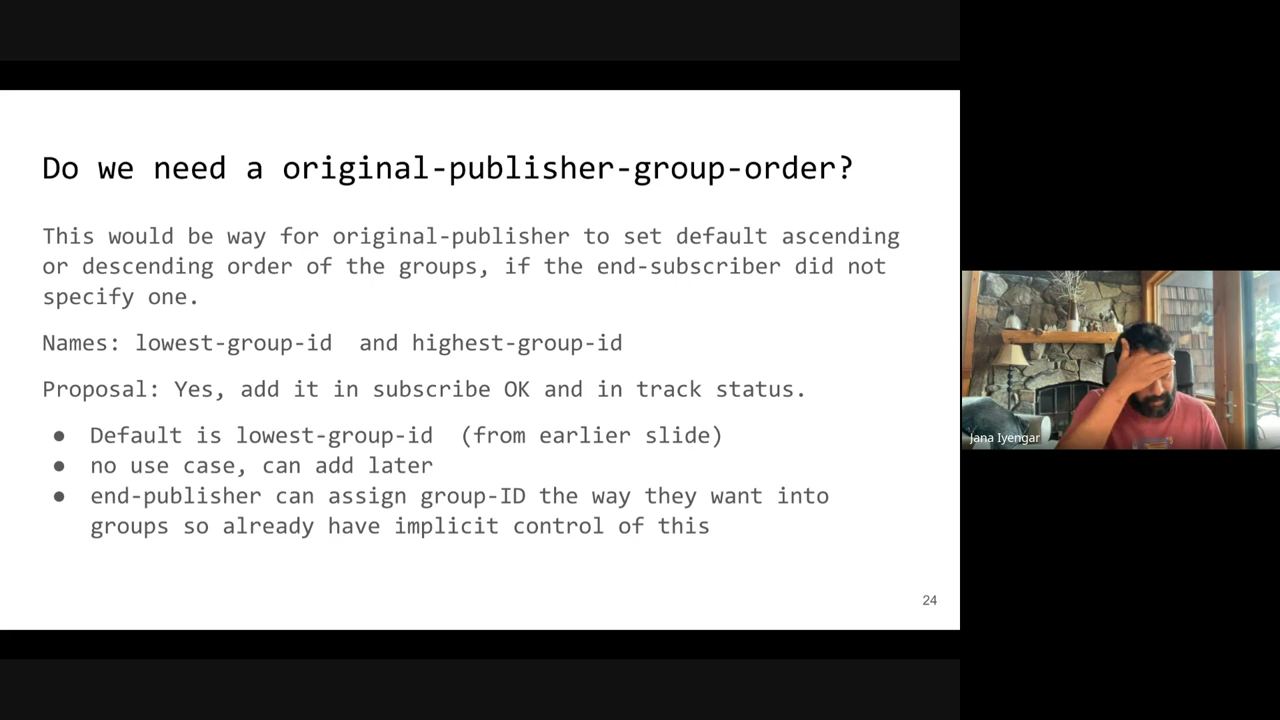 Do we need a original-publisher-group-order?
This would be way for original-publisher to set default ascending
or descending order of the groups, if the end-subscriber did not
specify one.
Names: lowest-group-id  and highest-group-id
Proposal: Yes, add it in subscribe OK and in track status.
● Default is lowest-group-id  (from earlier slide)
● no use case, can add later
● end-publisher can assign group-ID the way they want into
groups so already have implicit control of this
24
Jana Iyengar